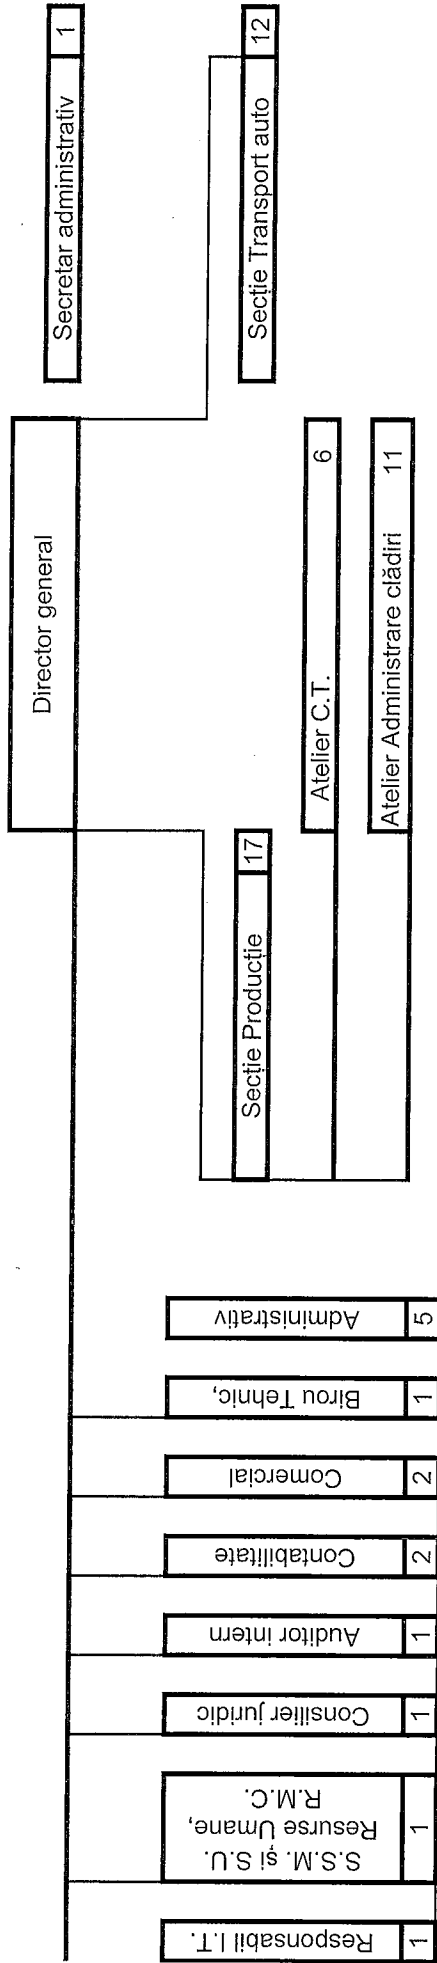 Director general
Secretar administrativ 1
Responsabil I.T. 1
S.S.M. și S.U.
Resurse Umane,
R.M.C.
1
Consilier juridic 1
Auditor intern 1
Contabilitate 2
Comercial 2
Birou Tehnic, 1
Administrativ 5
Secție Producție 17
Secție Transport auto 12
Atelier C.T. 6
Atelier Administrare clădiri 11